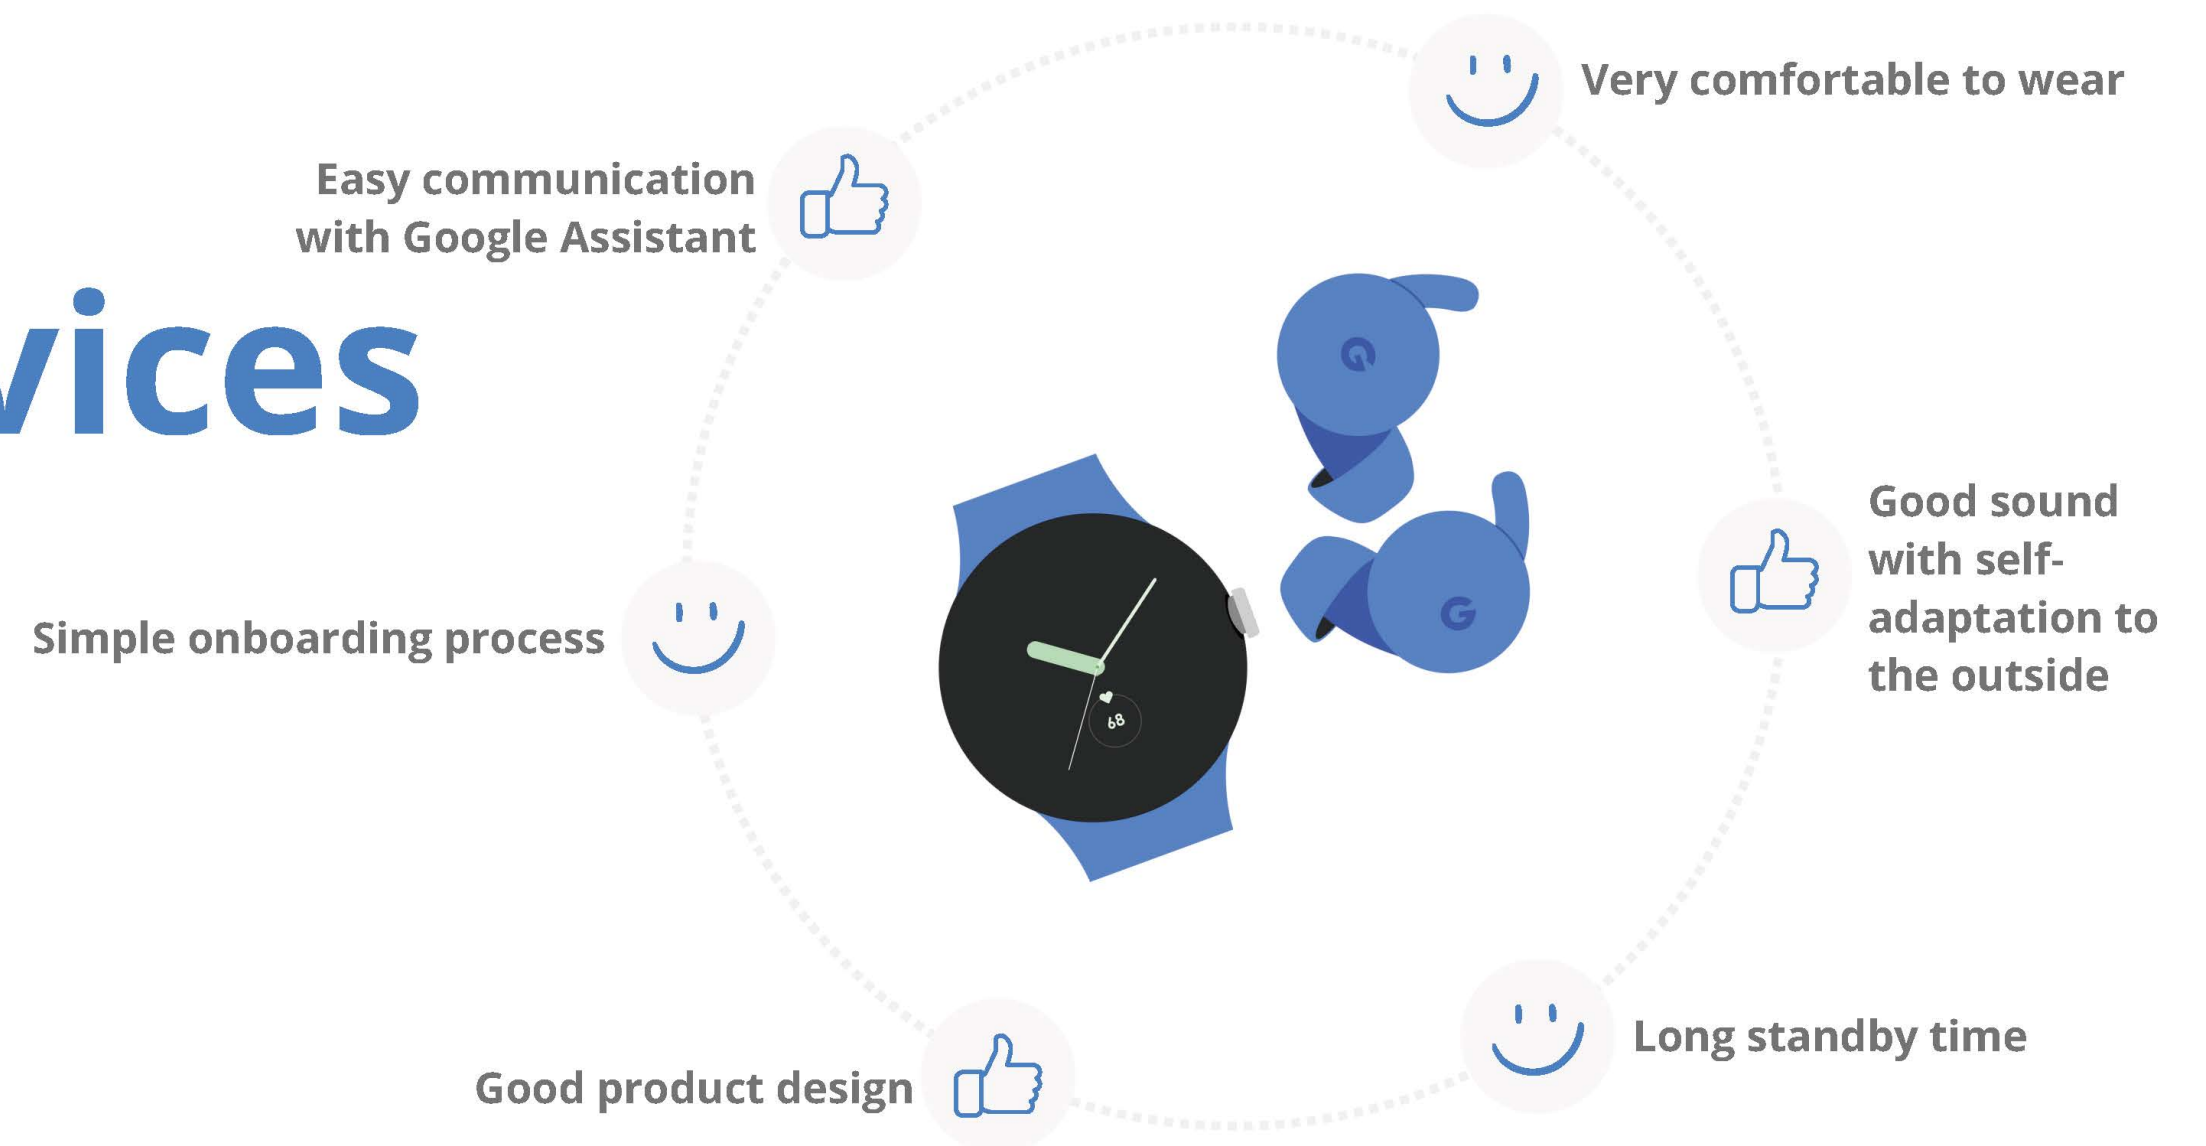 Very comfortable to wear
Easy communication
with Google Assistant
vices
Good sound
with self-
adaptation to
the outside
Simple onboarding process
68
Long standby time
Good product design